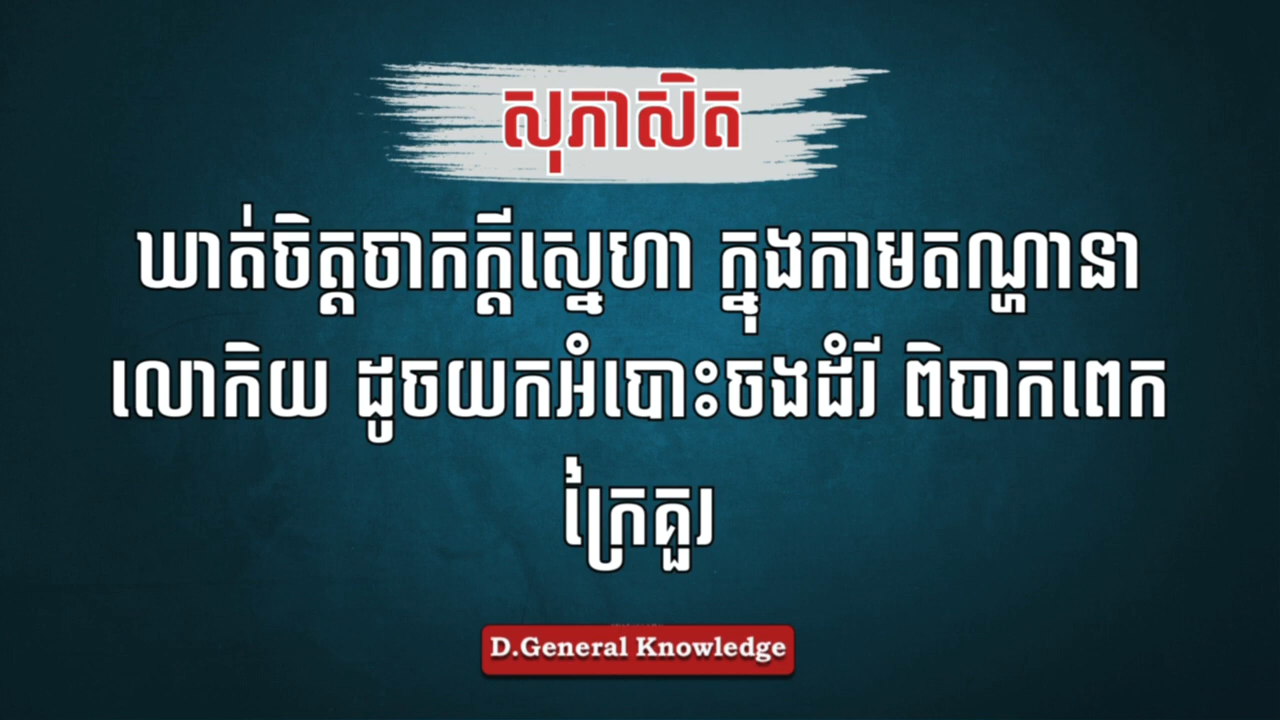 សុភាសិត
ឃាត់ចិត្តចាកក្ដីស្នេហា ក្នុងកាមតណ្ហានា
លោកិយ ដូចយកអំបោះចងដំរី ពិបាកពេក
ក្រៃគួរ
D.General Knowledge